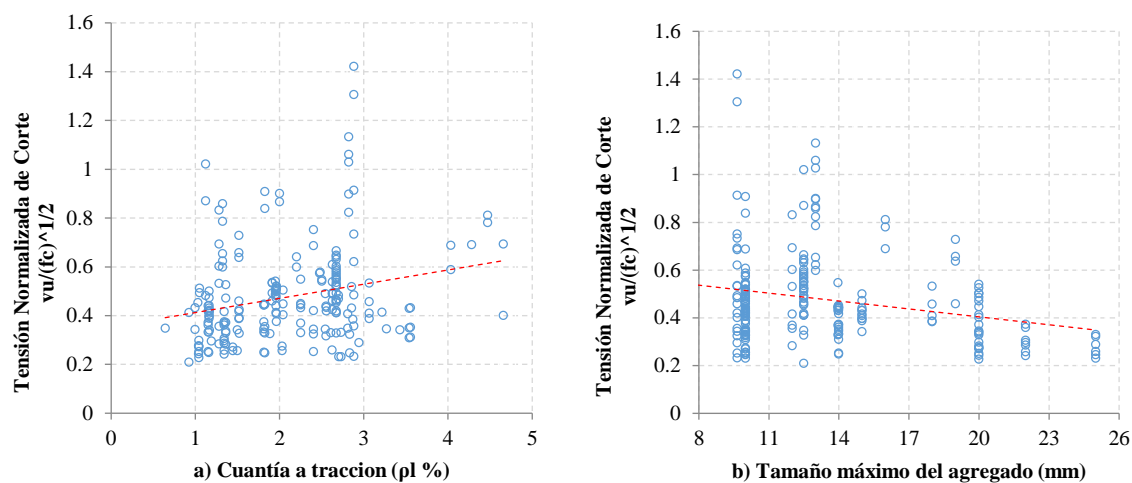 1.6
1.4
1.2
1
0.8
0.6
0.4
0.2
0
Tensión Normalizada de Corte
vu/(fc)^1/2
0 1 2 3 4 5
a) Cuantía a traccion (ρl %)
1.6
1.4
1.2
1
0.8
0.6
0.4
0.2
0
Tensión Normalizada de Corte
vu/(fc)^1/2
8 11 14 17 20 23 26
b) Tamaño máximo del agregado (mm)